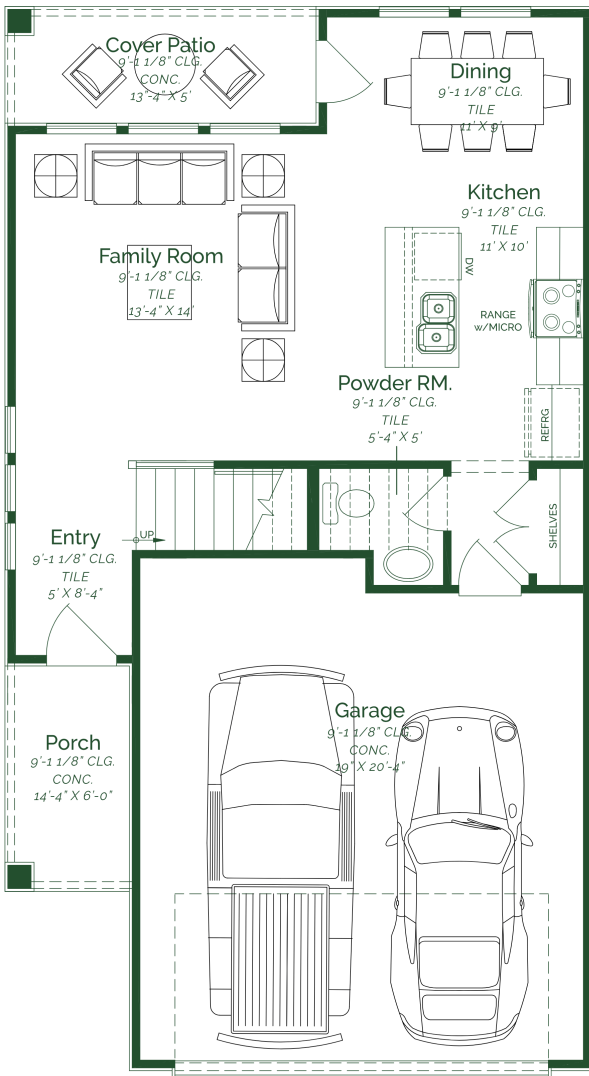 Cover Patio
9'-1 1/8" CLG.
CONC.
13"-4" X 5'
Dining
9'-1 1/8" CLG.
TILE
11' X 9'
Kitchen
9'-1 1/8" CLG.
TILE
11' X 10'
Family Room
9'-1 1/8" CLG.
TILE
13'-4" X 14'
DW
RANGE
w/MICRO
Powder RM.
9'-1 1/8" CLG.
TILE
5'-4" X 5'
REFRG
SHELVES
UP
Entry
9'-1 1/8" CLG.
TILE
5' X 8'-4"
Garage
9'-1 1/8" CLG.
CONC.
19" X 20'-4"
Porch
9'-1 1/8" CLG.
CONC.
14'-4" X 6'-0"